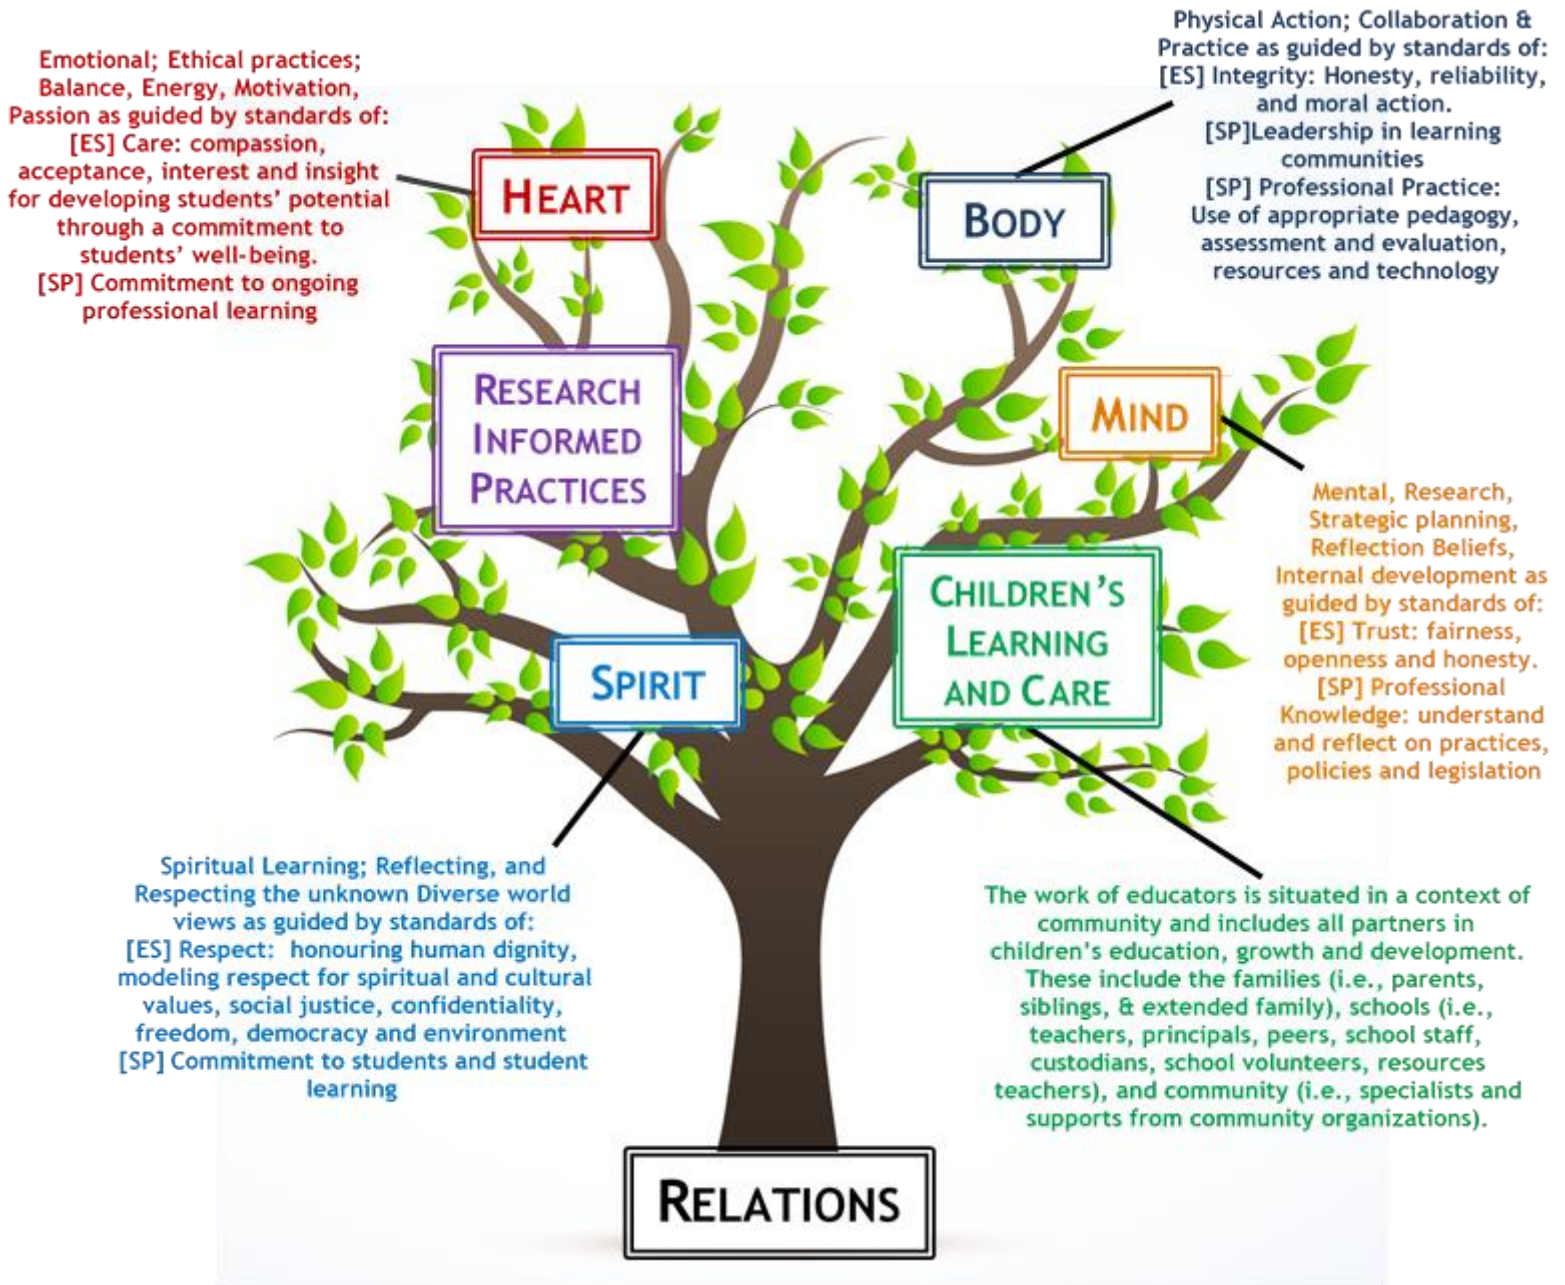 Emotional; Ethical practices;
Balance, Energy, Motivation,
Passion as guided by standards of:
[ES] Care: compassion,
acceptance, interest and insight
for developing students' potential
through a commitment to
students' well-being.
[SP] Commitment to ongoing
professional learning
HEART
Physical Action; Collaboration &
Practice as guided by standards of:
[ES] Integrity: Honesty, reliability,
and moral action.
[SP]Leadership in learning
communities
[SP] Professional Practice:
Use of appropriate pedagogy,
assessment and evaluation,
resources and technology
BODY
RESEARCH
INFORMED
PRACTICES
MIND
Mental, Research,
Strategic planning,
Reflection Beliefs,
Internal development as
guided by standards of:
[ES] Trust: fairness,
openness and honesty.
[SP] Professional
Knowledge: understand
and reflect on practices,
policies and legislation
CHILDREN'S
LEARNING
AND CARE
SPIRIT
Spiritual Learning; Reflecting, and
Respecting the unknown Diverse world
views as guided by standards of:
[ES] Respect:  honouring human dignity,
modeling respect for spiritual and cultural
values, social justice, confidentiality,
freedom, democracy and environment
[SP] Commitment to students and student
learning
The work of educators is situated in a context of
community and includes all partners in
children's education, growth and development.
These include the families (i.e., parents,
siblings, & extended family), schools (i.e.,
teachers, principals, peers, school staff,
custodians, school volunteers, resources
teachers), and community (i.e., specialists and
supports from community organizations).
RELATIONS